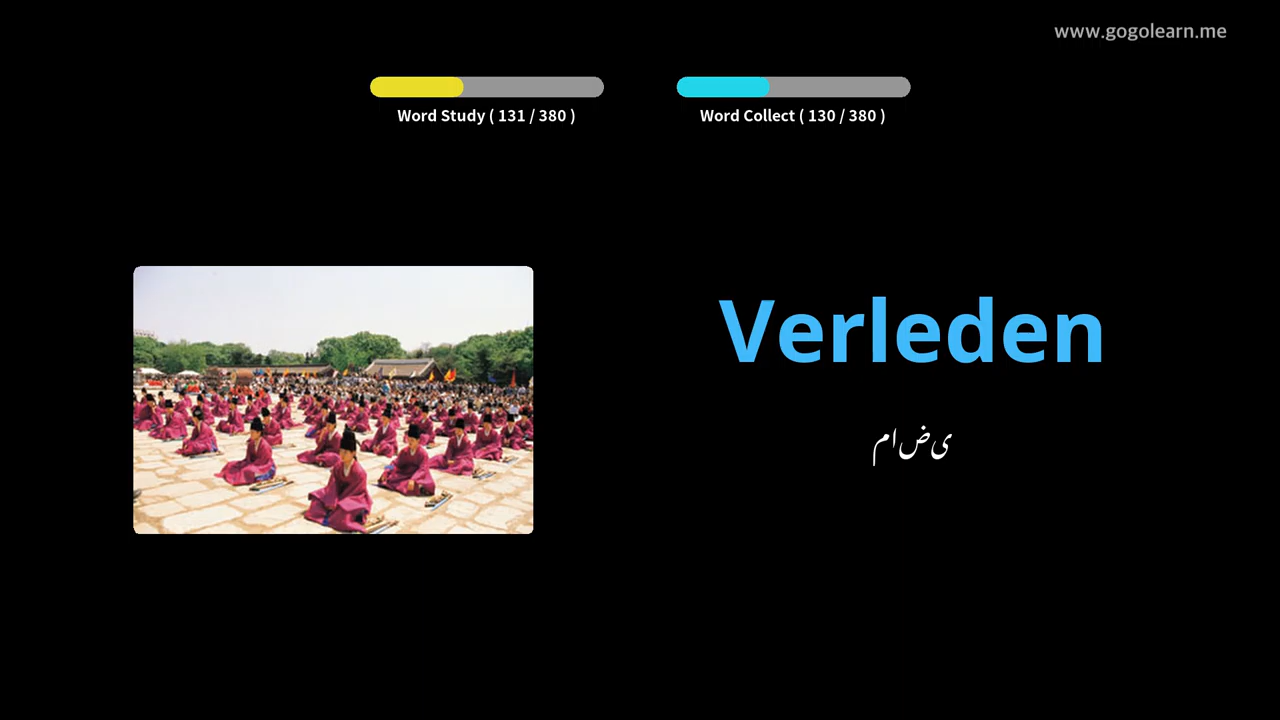 www.gogolearn.me
Word Study ( 131 / 380 )
Word Collect ( 130 / 380 )
Verleden
ماضی